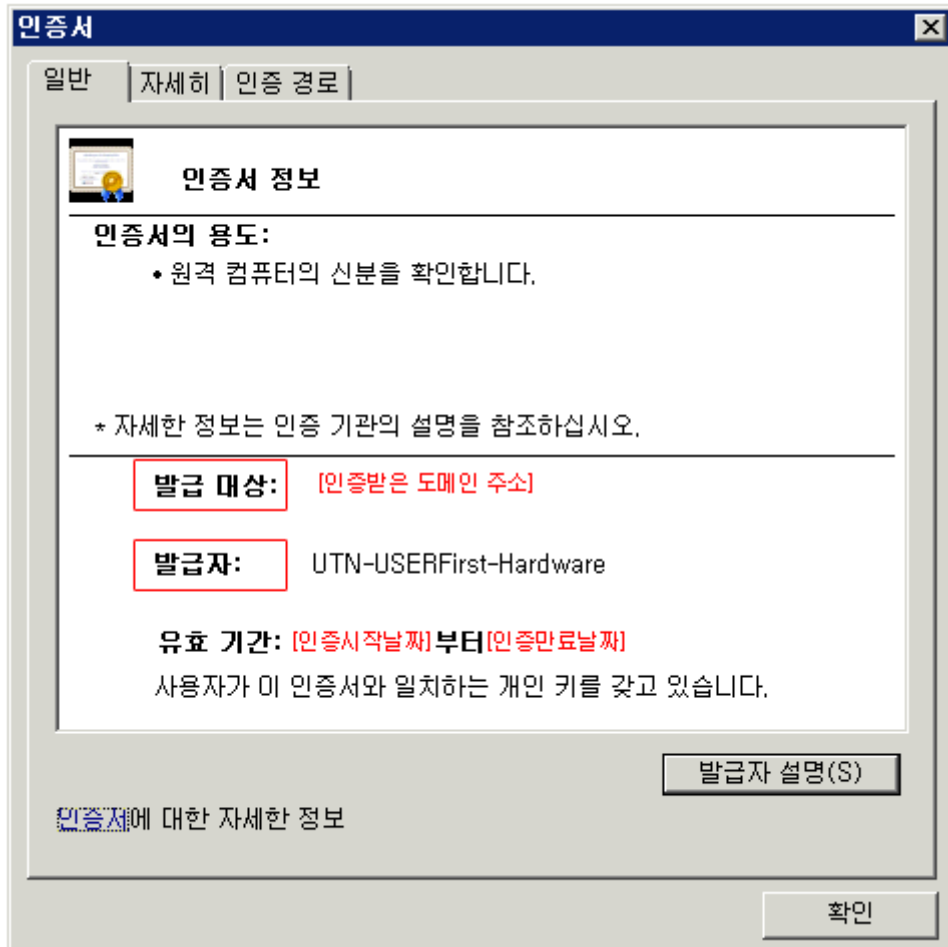 인증서
일반 자세히 인증 경로
인증서 정보
인증서의 용도:
• 원격 컴퓨터의 신분을 확인합니다.
* 자세한 정보는 인증 기관의 설명을 참조하십시오.
발급 대상: [인증받은 도메인 주소]
발급자: UTN-USERFirst-Hardware
유효 기간: [인증시작날짜] 부터 [인증만료날짜]
사용자가 이 인증서와 일치하는 개인 키를 갖고 있습니다.
발급자 설명(S)
인증서에 대한 자세한 정보
확인